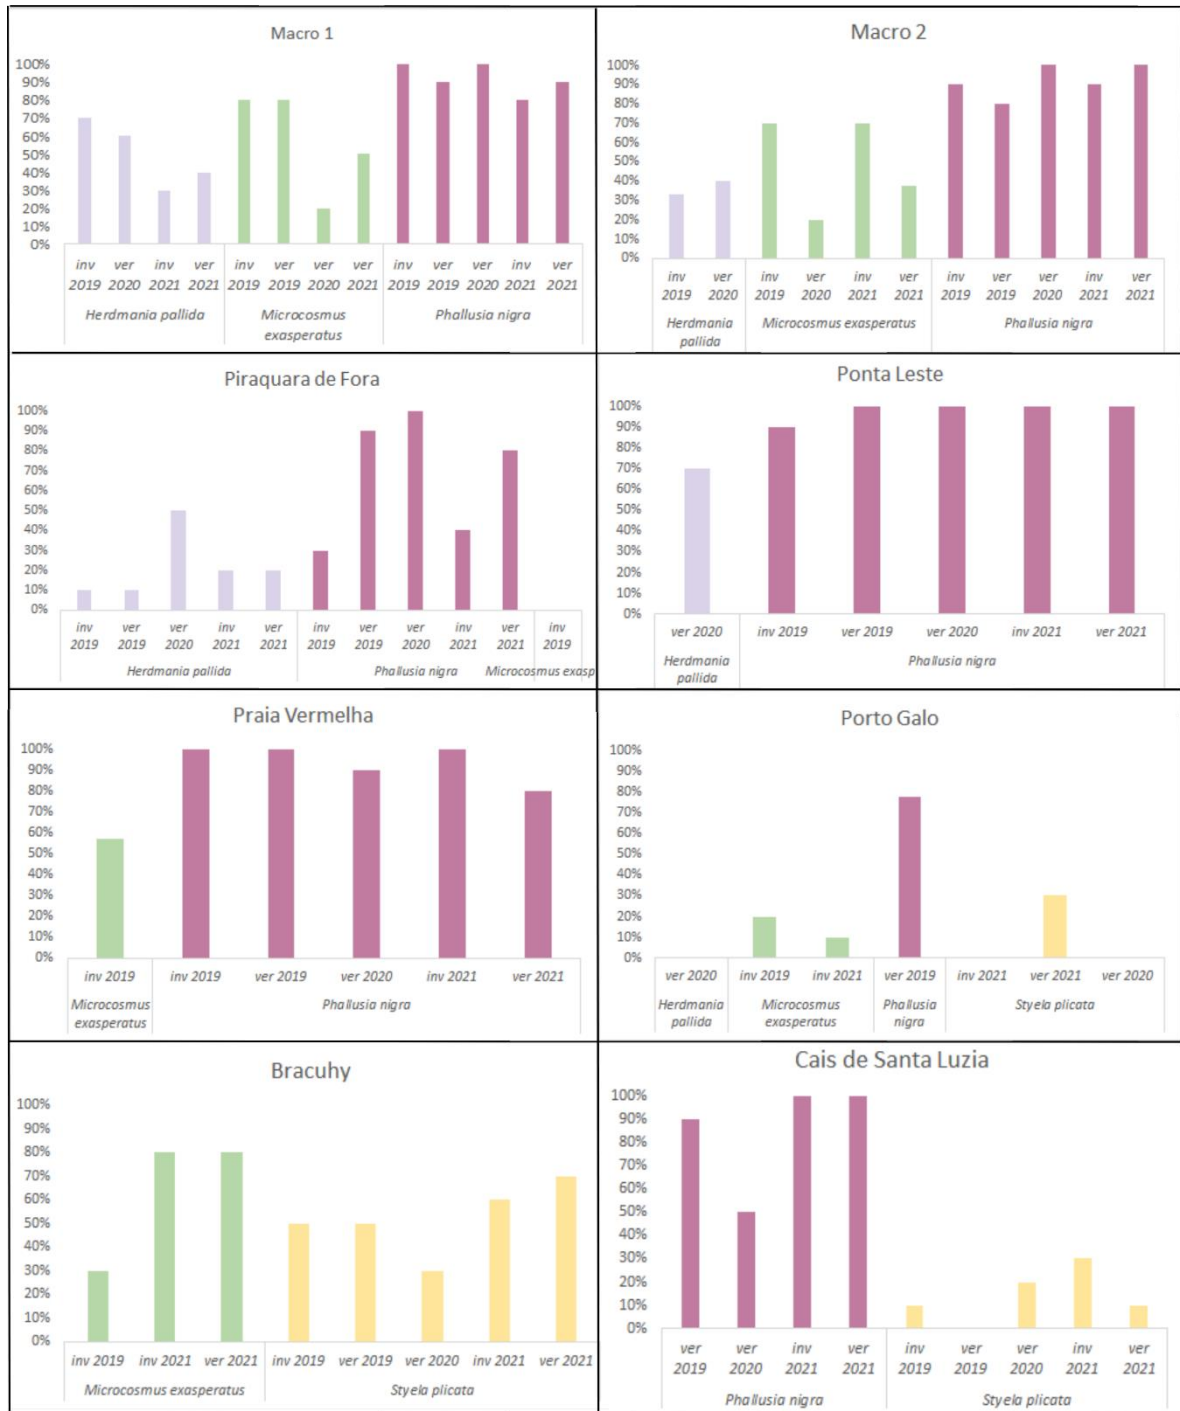 Macro 1
100%
90%
80%
70%
60%
50%
40%
30%
20%
10%
0%
inv ver inv ver inv ver ver ver inv ver ver inv ver
2019 2020 2021 2021 2019 2019 2020 2021 2019 2019 2020 2021 2021
Herdmania pallida Microcosmus Phallusia nigra
exasperatus
Macro 2
100%
90%
80%
70%
60%
50%
40%
30%
20%
10%
0%
inv ver inv ver inv ver inv ver ver inv ver
2019 2020 2019 2020 2021 2021 2019 2019 2020 2021 2021
Herdmania Microcosmus exasperatus Phallusia nigra
pallida
Piraquara de Fora
100%
90%
80%
70%
60%
50%
40%
30%
20%
10%
0%
inv ver ver inv ver inv ver ver inv ver inv
2019 2019 2020 2021 2021 2019 2019 2020 2021 2021 2019
Herdmania pallida Phallusia nigra Microcosmus exasp
Ponta Leste
100%
90%
80%
70%
60%
50%
40%
30%
20%
10%
0%
ver 2020 inv 2019 ver 2019 ver 2020 inv 2021 ver 2021
Herdmania Phallusia nigra
pallida
Praia Vermelha
100%
90%
80%
70%
60%
50%
40%
30%
20%
10%
0%
inv 2019 inv 2019 ver 2019 ver 2020 inv 2021 ver 2021
Microcosmus Phallusia nigra
exasperatus
Porto Galo
100%
90%
80%
70%
60%
50%
40%
30%
20%
10%
0%
ver 2020 inv 2019 inv 2021 ver 2019 inv 2021 ver 2021 ver 2020
Herdmania Microcosmus Phallusia Styela plicata
pallida exasperatus nigra
Bracuhy
100%
90%
80%
70%
60%
50%
40%
30%
20%
10%
0%
inv 2019 inv 2021 ver 2021 inv 2019 ver 2019 ver 2020 inv 2021 ver 2021
Microcosmus exasperatus Styela plicata
Cais de Santa Luzia
100%
90%
80%
70%
60%
50%
40%
30%
20%
10%
0%
ver ver inv ver inv ver ver inv ver
2019 2020 2021 2021 2019 2019 2020 2021 2021
Phallusia nigra Styela plicata